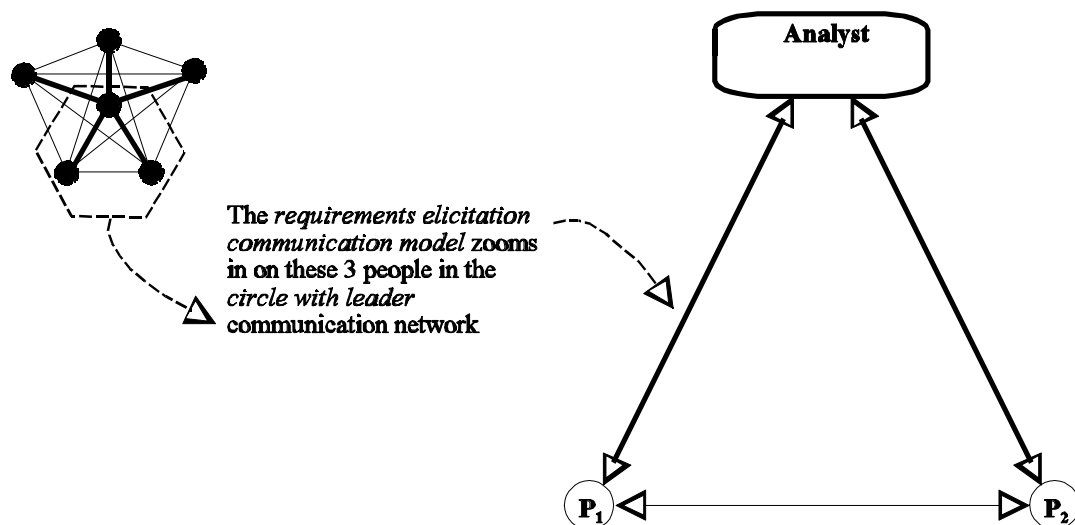 Analyst
The requirements elicitation
communication model zooms
in on these 3 people in the
circle with leader
communication network
P1
P2